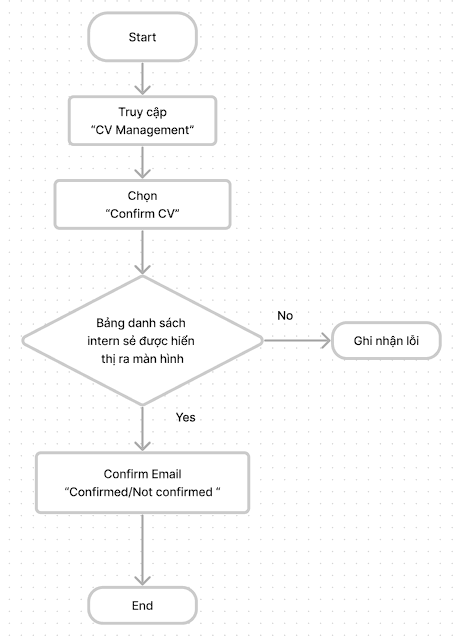 Start
Truy cập
“CV Management”
Chọn
“Confirm CV”
Bảng danh sách
intern sẻ được hiển
thị ra màn hình
No
Ghi nhận lỗi
Yes
Confirm Email
“Confirmed/Not confirmed “
End